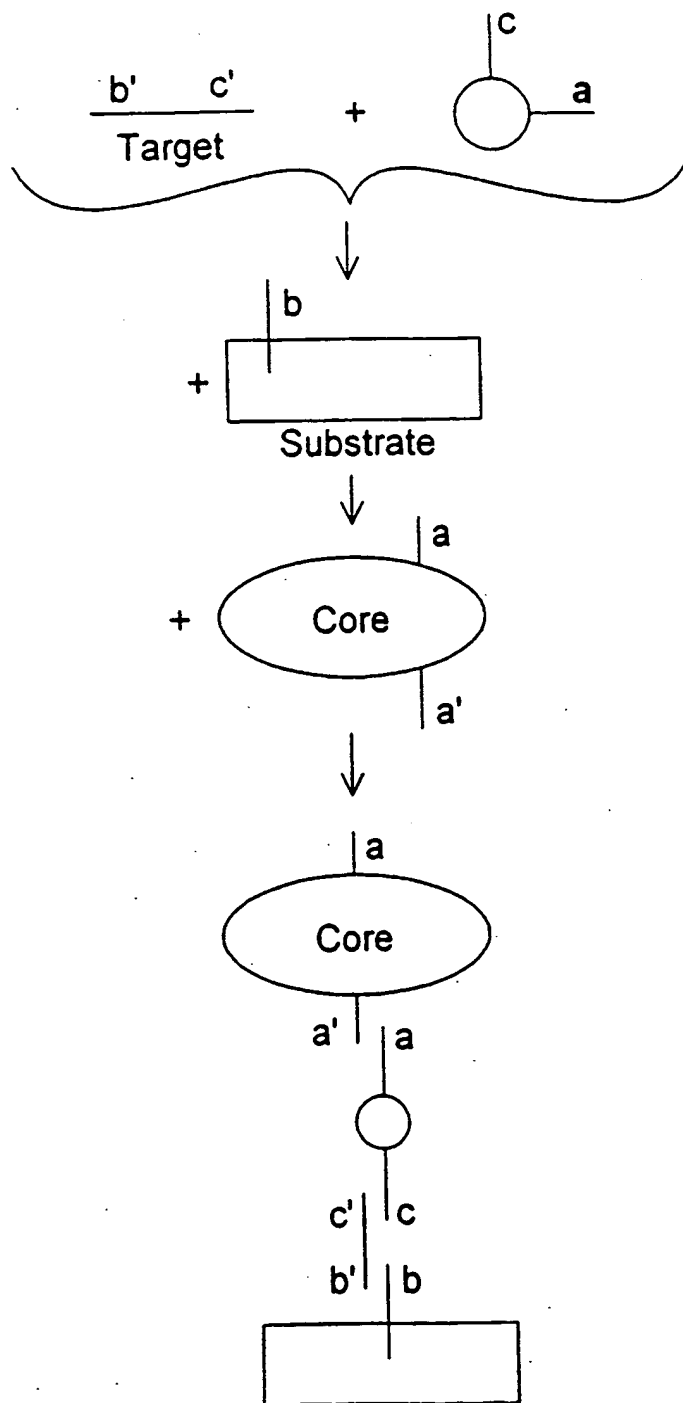 c
b' c' + a
Target
b
+
Substrate
a
+ Core
a'
a
Core
a' a
c' c
b' b